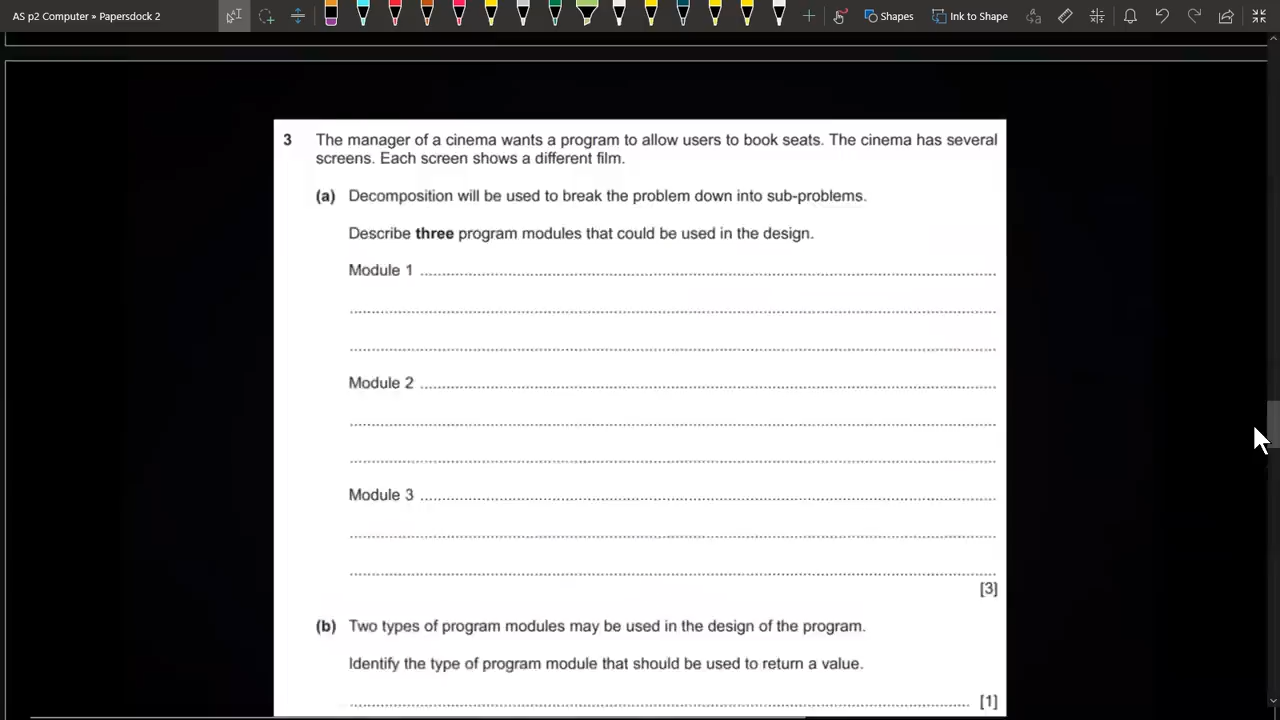 AS p2 Computer » Papersdock 2
Shapes
Ink to Shape
3 The manager of a cinema wants a program to allow users to book seats. The cinema has several
screens. Each screen shows a different film.
(a) Decomposition will be used to break the problem down into sub-problems.
Describe three program modules that could be used in the design.
Module 1 ........................................................
........................................................
........................................................
Module 2 ........................................................
........................................................
........................................................
Module 3 ........................................................
........................................................
........................................................
[3]
(b) Two types of program modules may be used in the design of the program.
Identify the type of program module that should be used to return a value.
........................................................ [1]